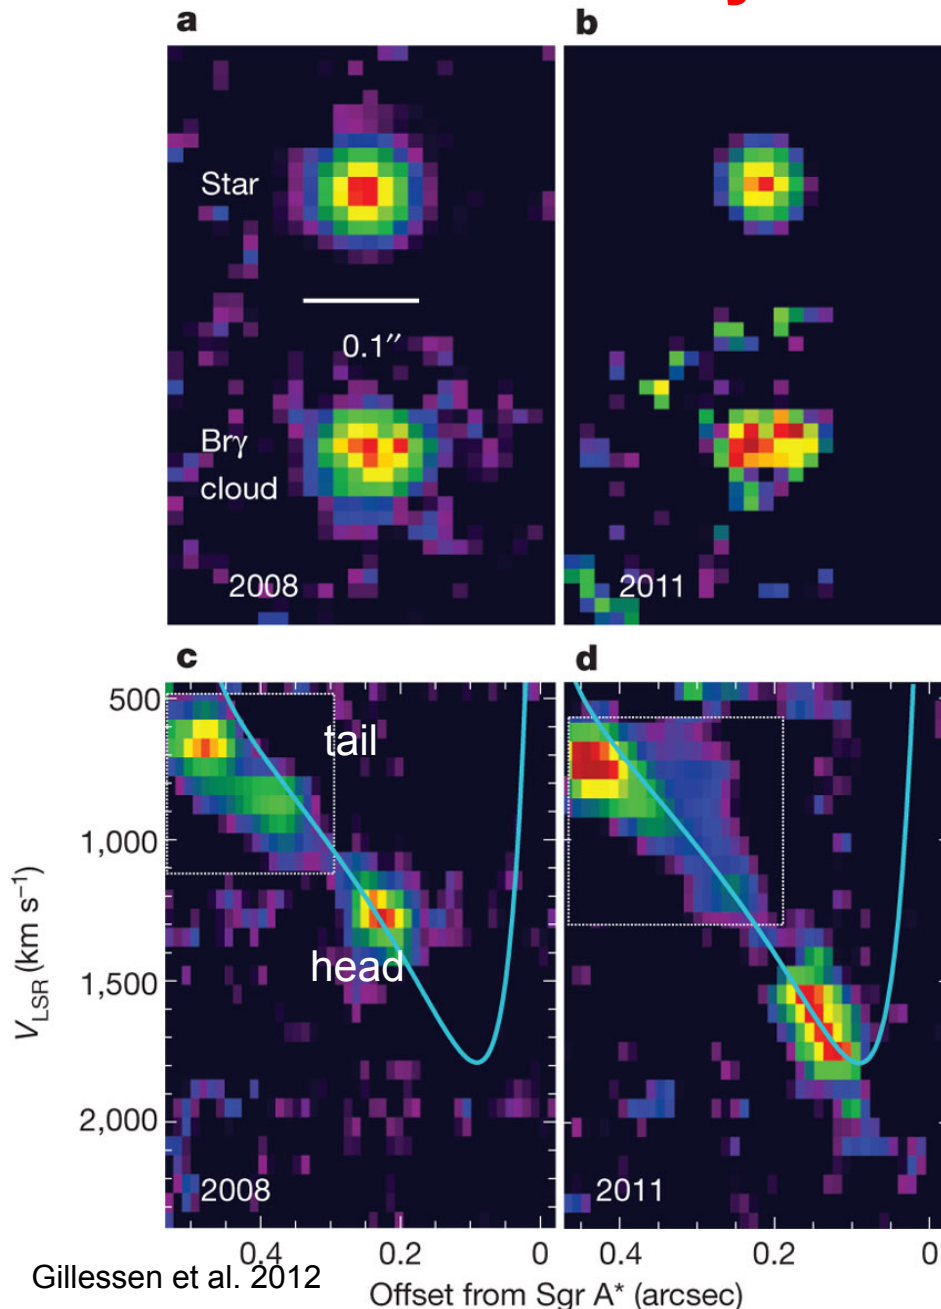 a
b
Star
0.1″
Brγ
cloud
2008
2011
c
d
500
1,000
1,500
2,000
V_LSR (km s⁻¹)
tail
head
2008
2011
0.4
0.2
0
0.4
0.2
0
Gillessen et al. 2012
Offset from Sgr A* (arcsec)